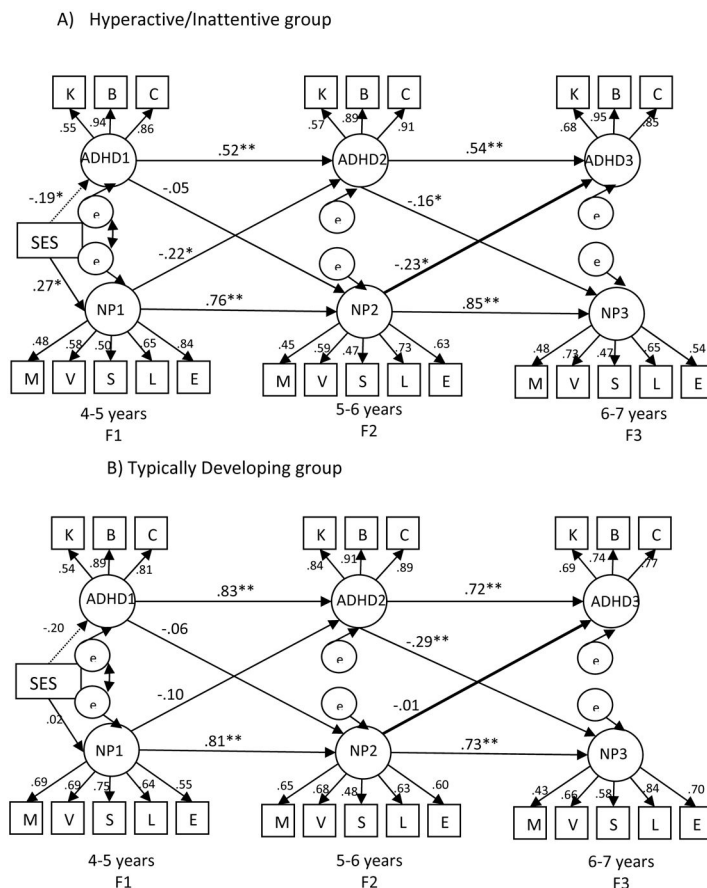 A) Hyperactive/Inattentive group
K B C K B C K B C
.55 .94 .86 .57 .89 .91 .68 .95 .85
ADHD1 .52** ADHD2 .54** ADHD3
-.19* -.05 -.16*
e e e
SES
e e e
-.22* -.23*
.27*
NP1 .76** NP2 .85** NP3
.48 .58 .50 .65 .84 .45 .59 .47 .73 .63 .48 .73 .47 .65 .54
M V S L E M V S L E M V S L E
4-5 years 5-6 years 6-7 years
F1 F2 F3
B) Typically Developing group
K B C K B C K B C
.54 .89 .81 .84 .91 .89 .69 .74 .77
ADHD1 .83** ADHD2 .72** ADHD3
-.20 -.06 -.29**
e e e
SES
e e e
-.10 -.01
.02
NP1 .81** NP2 .73** NP3
.69 .69 .75 .64 .55 .65 .68 .48 .63 .60 .43 .66 .58 .84 .70
M V S L E M V S L E M V S L E
4-5 years 5-6 years 6-7 years
F1 F2 F3